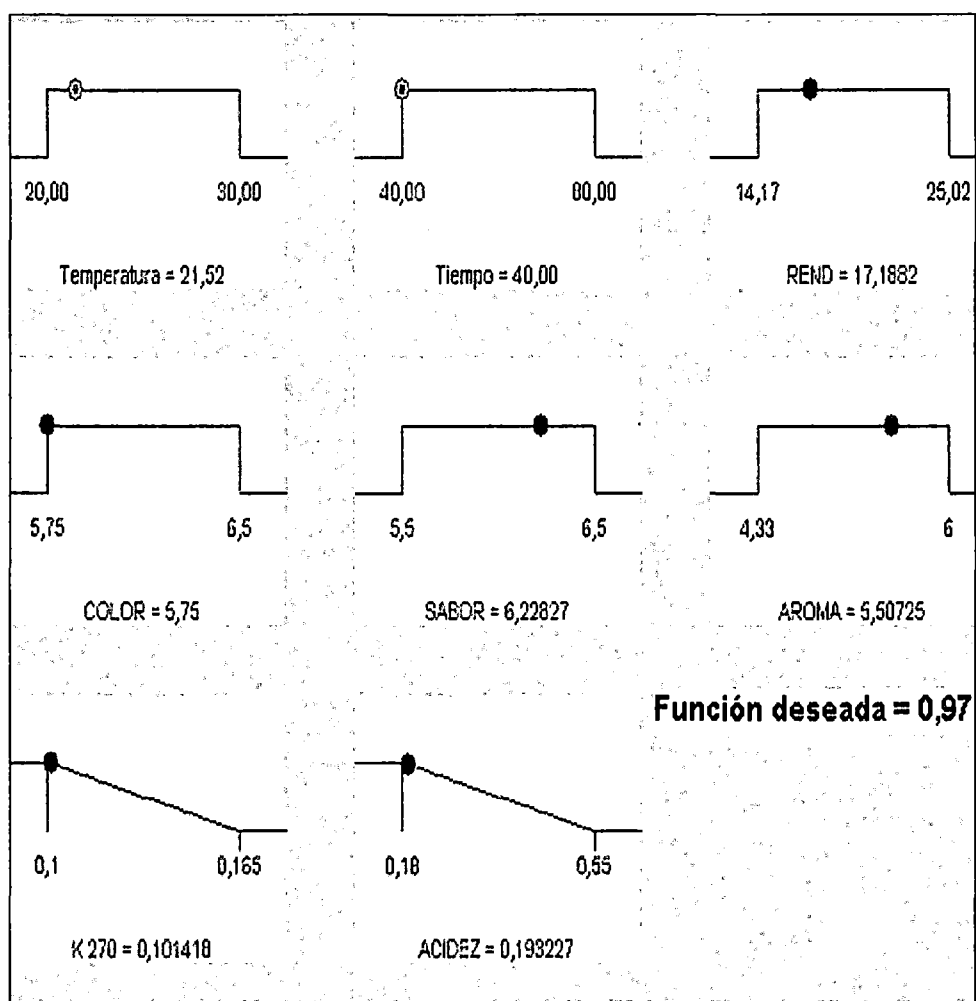 20,00 30,00 40,00 80,00 14,17 25,02
Temperatura = 21,52 Tiempo = 40,00 REND = 17,1882
5,75 6,5 5,5 6,5 4,33 6
COLOR = 5,75 SABOR = 6,22827 AROMA = 5,50725
Función deseada = 0,97
0,1 0,165 0,18 0,55
K 270 = 0,101418 ACIDEZ = 0,193227